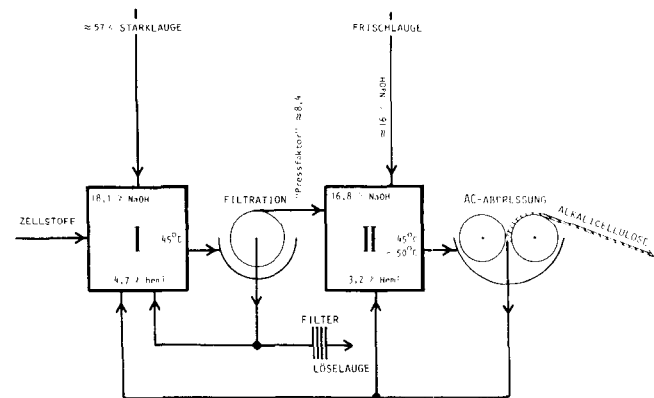 ≈57 % STARKLAUGE
FRISCHLAUGE
≈16 % NaOH
"Pressfaktor" ≈8,4
18,1 % NaOH
FILTRATION
16,8 % NaOH
AC-ABPRESSUNG
ALKALICELLULOSE
ZELLSTOFF
I
45°C
II
45°C
- 50°C
4,7 % Hemi
3,2 % Hemi
FILTER
LÖSELAUGE